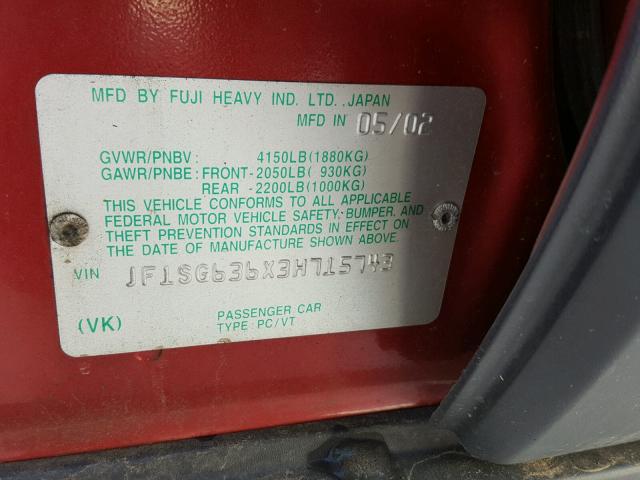 MFD BY FUJI HEAVY IND. LTD. JAPAN
MFD IN 05/02
GVWR/PNBV : 4150LB(1880KG)
GAWR/PNBE: FRONT-2050LB( 930KG)
REAR -2200LB(1000KG)
THIS VEHICLE CONFORMS TO ALL APPLICABLE
FEDERAL MOTOR VEHICLE SAFETY, BUMPER, AND
THEFT PREVENTION STANDARDS IN EFFECT ON
THE DATE OF MANUFACTURE SHOWN ABOVE.
VIN JF1SG636X3H715743
(VK) PASSENGER CAR
TYPE: PC/VT